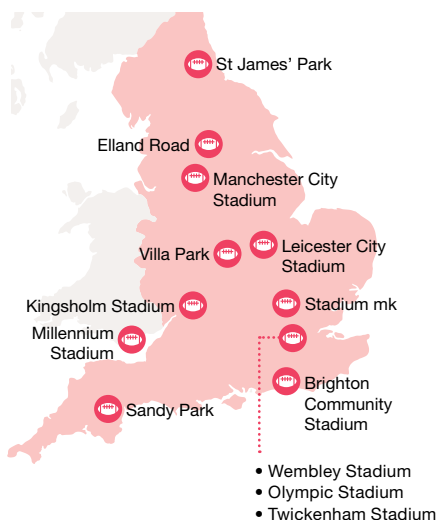 St James’ Park
Elland Road
Manchester City
Stadium
Villa Park
Leicester City
Stadium
Kingsholm Stadium
Stadium mk
Millennium
Stadium
Brighton
Community
Stadium
Sandy Park
• Wembley Stadium
• Olympic Stadium
• Twickenham Stadium